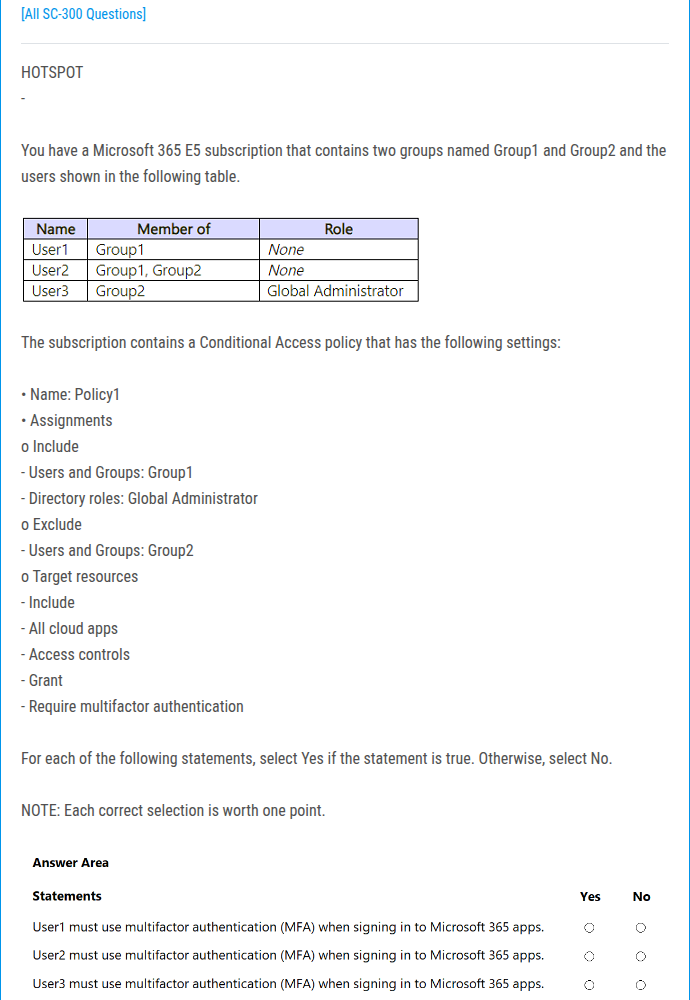 [All SC-300 Questions]
HOTSPOT
-
You have a Microsoft 365 E5 subscription that contains two groups named Group1 and Group2 and the
users shown in the following table.
Name Member of Role
User1 Group1 None
User2 Group1, Group2 None
User3 Group2 Global Administrator
The subscription contains a Conditional Access policy that has the following settings:
• Name: Policy1
• Assignments
o Include
- Users and Groups: Group1
- Directory roles: Global Administrator
o Exclude
- Users and Groups: Group2
o Target resources
- Include
- All cloud apps
- Access controls
- Grant
- Require multifactor authentication
For each of the following statements, select Yes if the statement is true. Otherwise, select No.
NOTE: Each correct selection is worth one point.
Answer Area
Statements Yes No
User1 must use multifactor authentication (MFA) when signing in to Microsoft 365 apps.
User2 must use multifactor authentication (MFA) when signing in to Microsoft 365 apps.
User3 must use multifactor authentication (MFA) when signing in to Microsoft 365 apps.